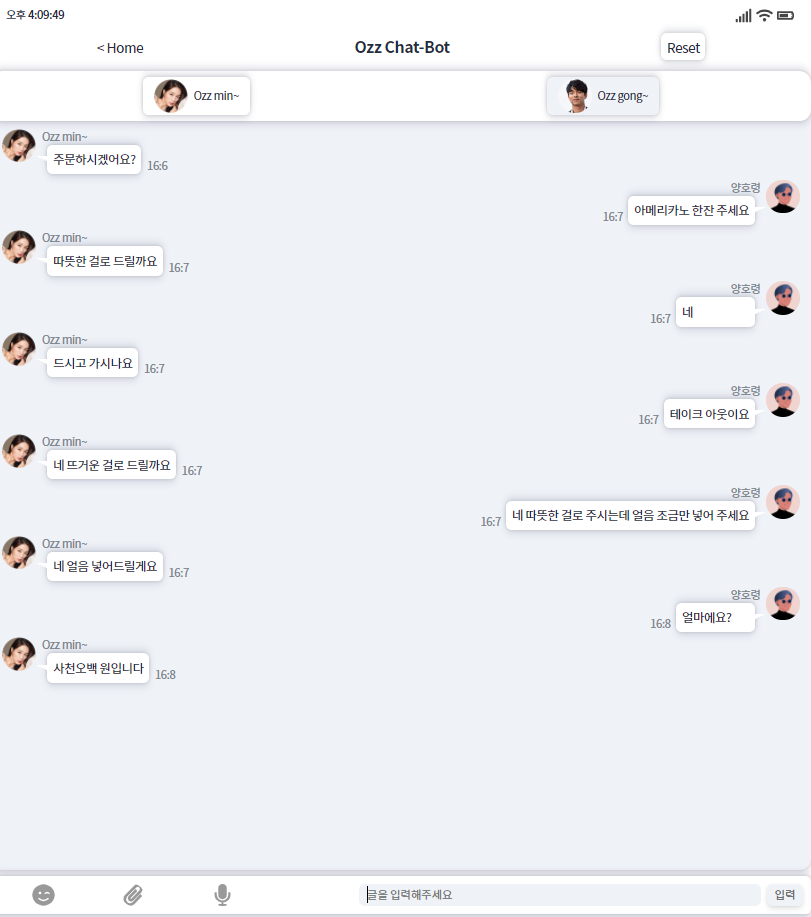 오후 4:09:49
< Home
Ozz Chat-Bot
Reset
Ozz min~
Ozz gong~
Ozz min~
주문하시겠어요?
16:6
양호령
16:7
아메리카노 한잔 주세요
Ozz min~
따뜻한 걸로 드릴까요
16:7
양호령
16:7
네
Ozz min~
드시고 가시나요
16:7
양호령
16:7
테이크 아웃이요
Ozz min~
네 뜨거운 걸로 드릴까요
16:7
양호령
16:7
네 따뜻한 걸로 주시는데 얼음 조금만 넣어 주세요
Ozz min~
네 얼음 넣어드릴게요
16:7
양호령
16:8
얼마에요?
Ozz min~
사천오백 원입니다
16:8
글을 입력해주세요
입력